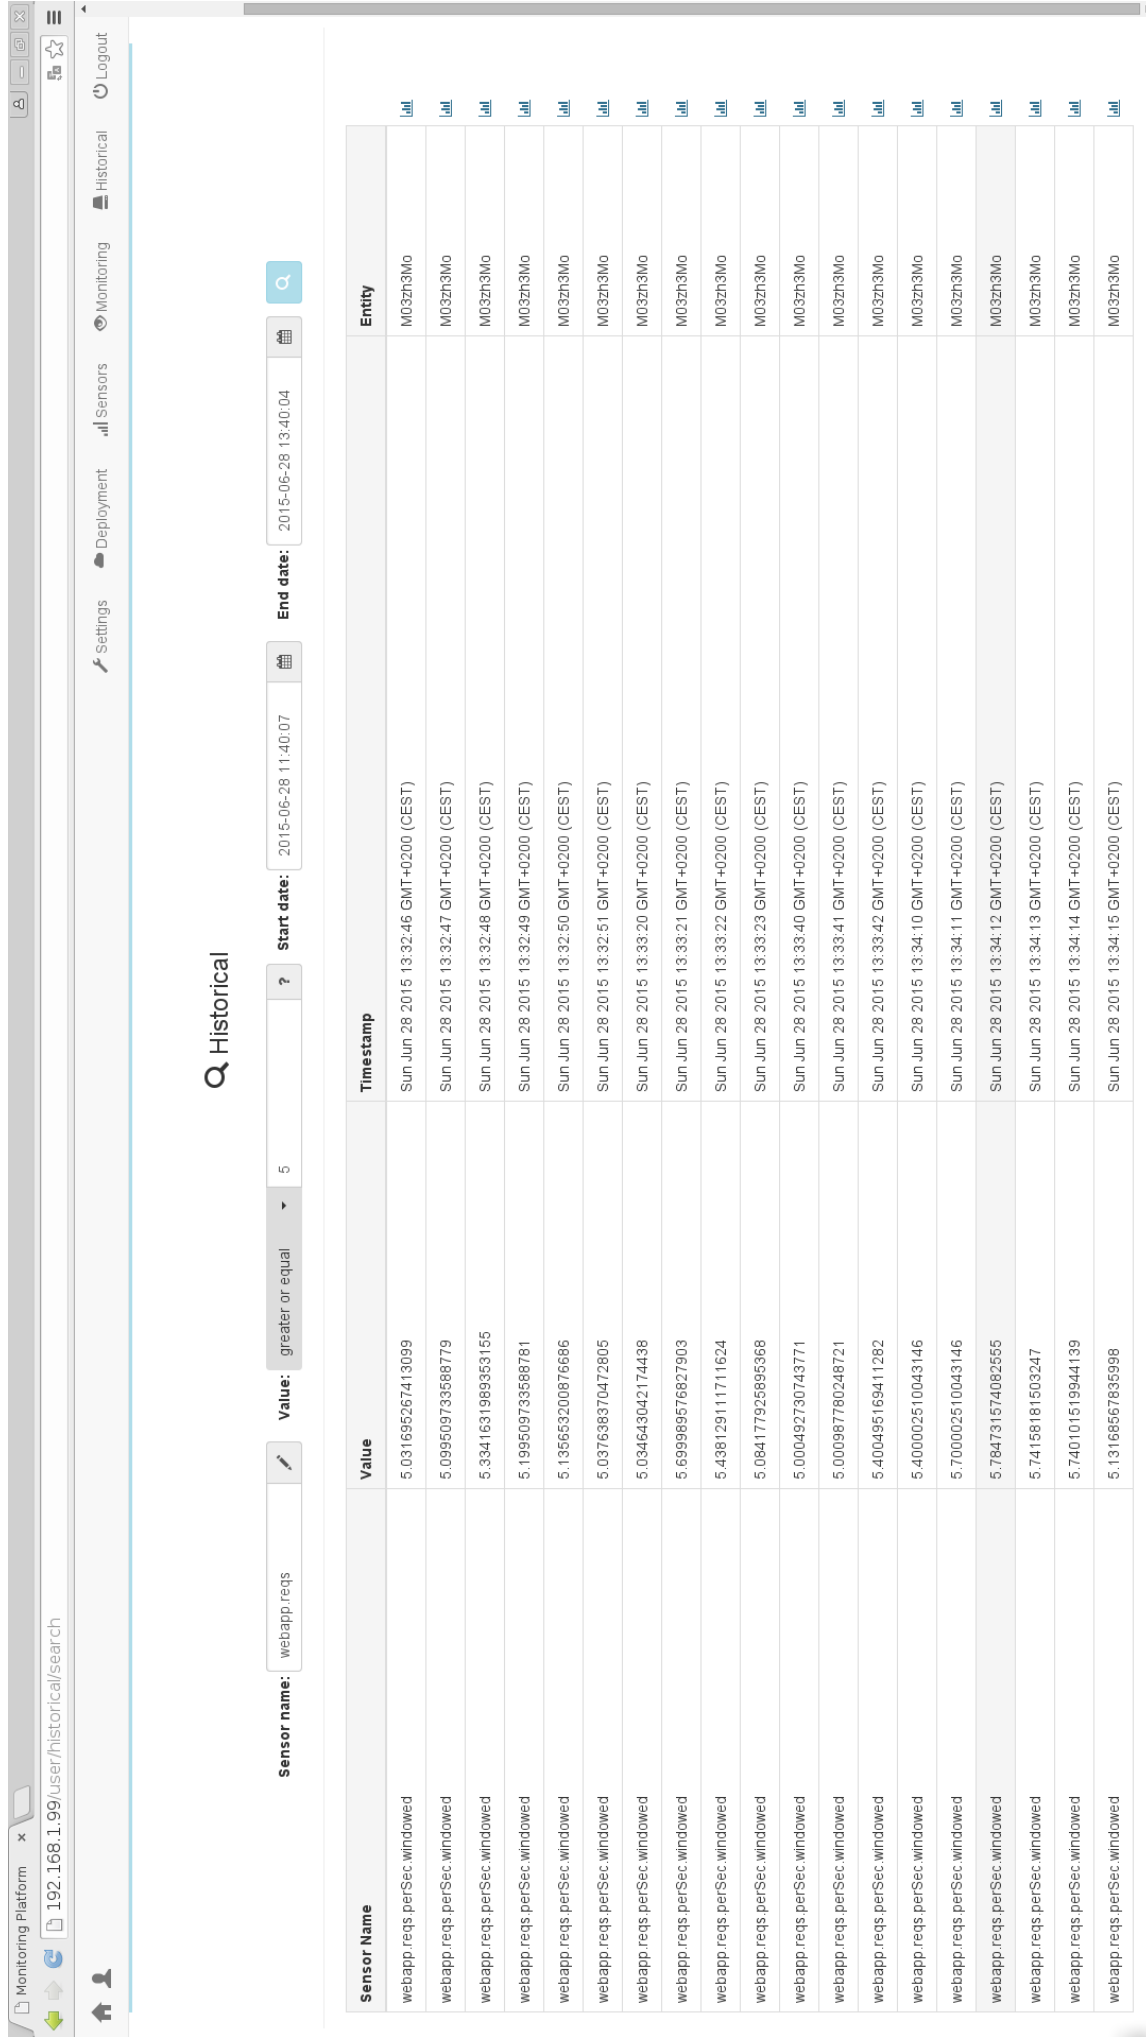 Monitoring Platform ×
192.168.1.99/user/historical/search
Settings Deployment Sensors Monitoring Historical Logout
Historical
Sensor name: webapp.reqs Value: greater or equal 5 ? Start date: 2015-06-28 11:40:07 End date: 2015-06-28 13:40:04
Sensor Name Value Timestamp Entity
webapp.reqs.perSec.windowed 5.031695267413099 Sun Jun 28 2015 13:32:46 GMT+0200 (CEST) M03zh3Mo
webapp.reqs.perSec.windowed 5.099509733588779 Sun Jun 28 2015 13:32:47 GMT+0200 (CEST) M03zh3Mo
webapp.reqs.perSec.windowed 5.3341631989353155 Sun Jun 28 2015 13:32:48 GMT+0200 (CEST) M03zh3Mo
webapp.reqs.perSec.windowed 5.199509733588781 Sun Jun 28 2015 13:32:49 GMT+0200 (CEST) M03zh3Mo
webapp.reqs.perSec.windowed 5.135653200876686 Sun Jun 28 2015 13:32:50 GMT+0200 (CEST) M03zh3Mo
webapp.reqs.perSec.windowed 5.037638370472805 Sun Jun 28 2015 13:32:51 GMT+0200 (CEST) M03zh3Mo
webapp.reqs.perSec.windowed 5.034643042174438 Sun Jun 28 2015 13:33:20 GMT+0200 (CEST) M03zh3Mo
webapp.reqs.perSec.windowed 5.699989576827903 Sun Jun 28 2015 13:33:21 GMT+0200 (CEST) M03zh3Mo
webapp.reqs.perSec.windowed 5.438129111711624 Sun Jun 28 2015 13:33:22 GMT+0200 (CEST) M03zh3Mo
webapp.reqs.perSec.windowed 5.084177925895368 Sun Jun 28 2015 13:33:23 GMT+0200 (CEST) M03zh3Mo
webapp.reqs.perSec.windowed 5.000492730743771 Sun Jun 28 2015 13:33:40 GMT+0200 (CEST) M03zh3Mo
webapp.reqs.perSec.windowed 5.000987780248721 Sun Jun 28 2015 13:33:41 GMT+0200 (CEST) M03zh3Mo
webapp.reqs.perSec.windowed 5.400495169411282 Sun Jun 28 2015 13:33:42 GMT+0200 (CEST) M03zh3Mo
webapp.reqs.perSec.windowed 5.400002510043146 Sun Jun 28 2015 13:34:10 GMT+0200 (CEST) M03zh3Mo
webapp.reqs.perSec.windowed 5.700002510043146 Sun Jun 28 2015 13:34:11 GMT+0200 (CEST) M03zh3Mo
webapp.reqs.perSec.windowed 5.784731574082555 Sun Jun 28 2015 13:34:12 GMT+0200 (CEST) M03zh3Mo
webapp.reqs.perSec.windowed 5.74158181503247 Sun Jun 28 2015 13:34:13 GMT+0200 (CEST) M03zh3Mo
webapp.reqs.perSec.windowed 5.740101519944139 Sun Jun 28 2015 13:34:14 GMT+0200 (CEST) M03zh3Mo
webapp.reqs.perSec.windowed 5.13168567835998 Sun Jun 28 2015 13:34:15 GMT+0200 (CEST) M03zh3Mo